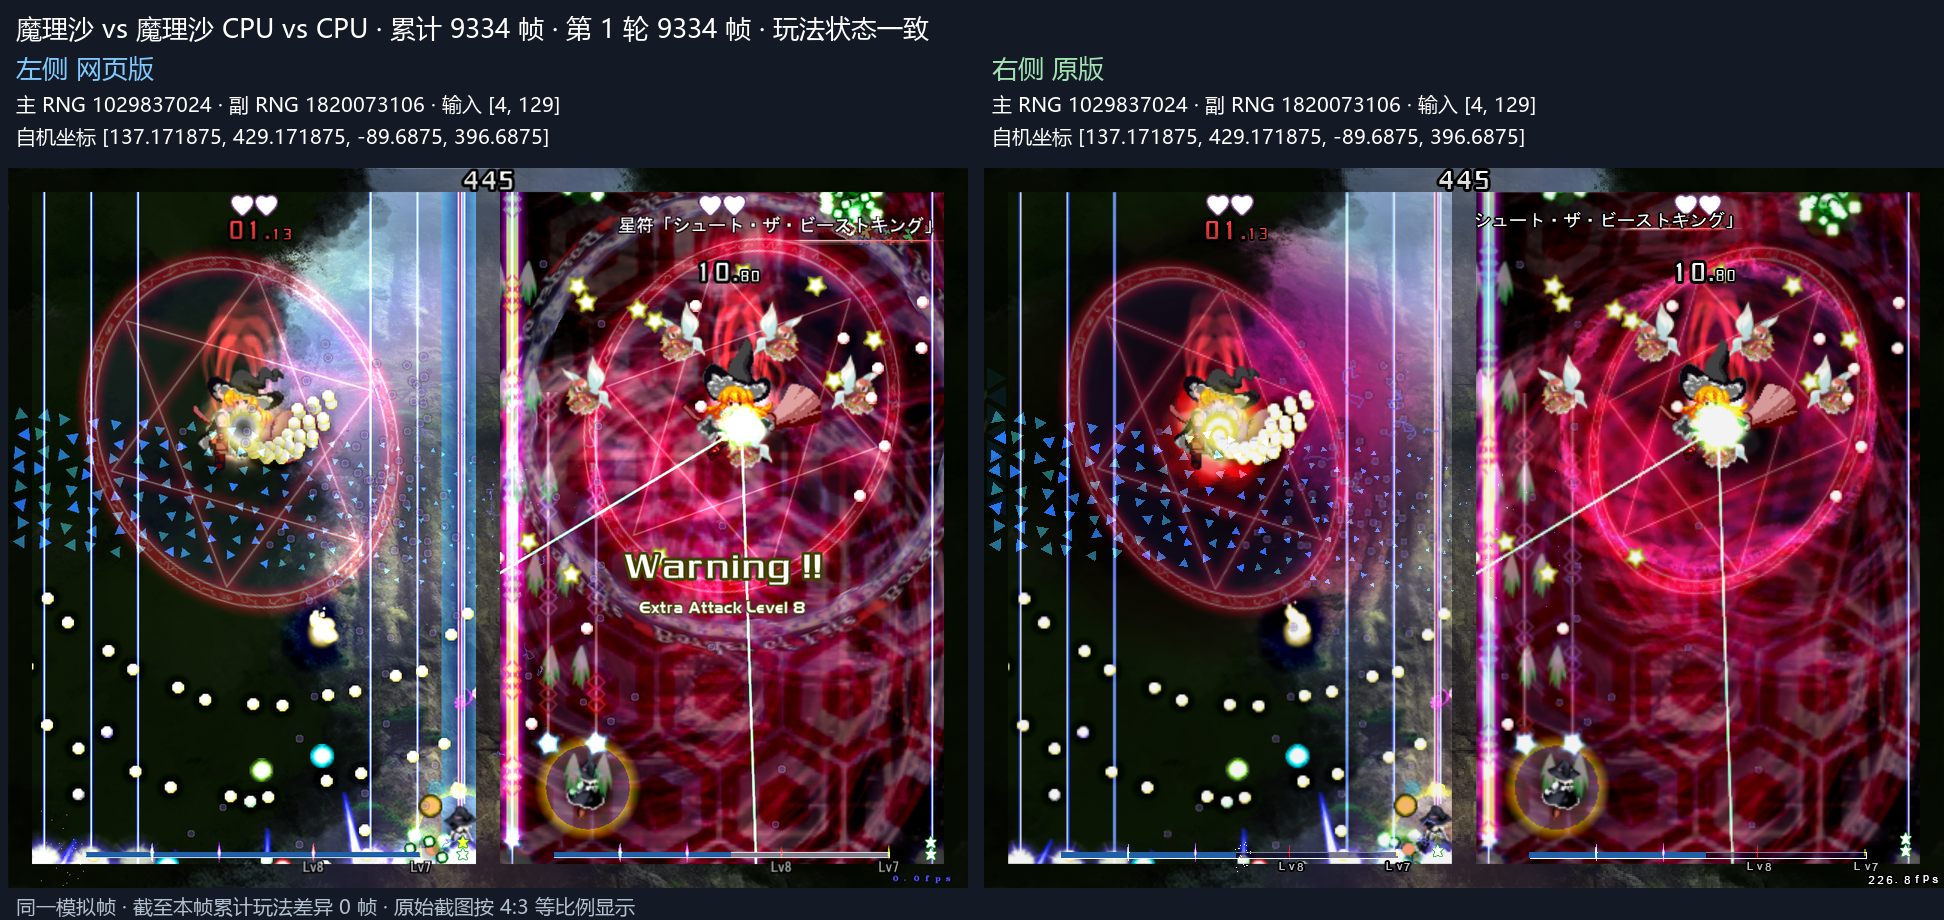 魔理沙 vs 魔理沙 CPU vs CPU · 累计 9334 帧 · 第 1 轮 9334 帧 · 玩法状态一致
左侧 网页版
主 RNG 1029837024 · 副 RNG 1820073106 · 输入 [4, 129]
自机坐标 [137.171875, 429.171875, -89.6875, 396.6875]
右侧 原版
主 RNG 1029837024 · 副 RNG 1820073106 · 输入 [4, 129]
自机坐标 [137.171875, 429.171875, -89.6875, 396.6875]
445
01.13
星符「シュート・ザ・ビーストキング」
10.80
Warning !!
Extra Attack Level 8
Lv8
Lv7
Lv8
Lv7
0.0fps
445
01.13
シュート・ザ・ビーストキング」
10.80
Lv8
Lv7
Lv8
Lv7
226.8fps
同一模拟帧 · 截至本帧累计玩法差异 0 帧 · 原始截图按 4:3 等比例显示